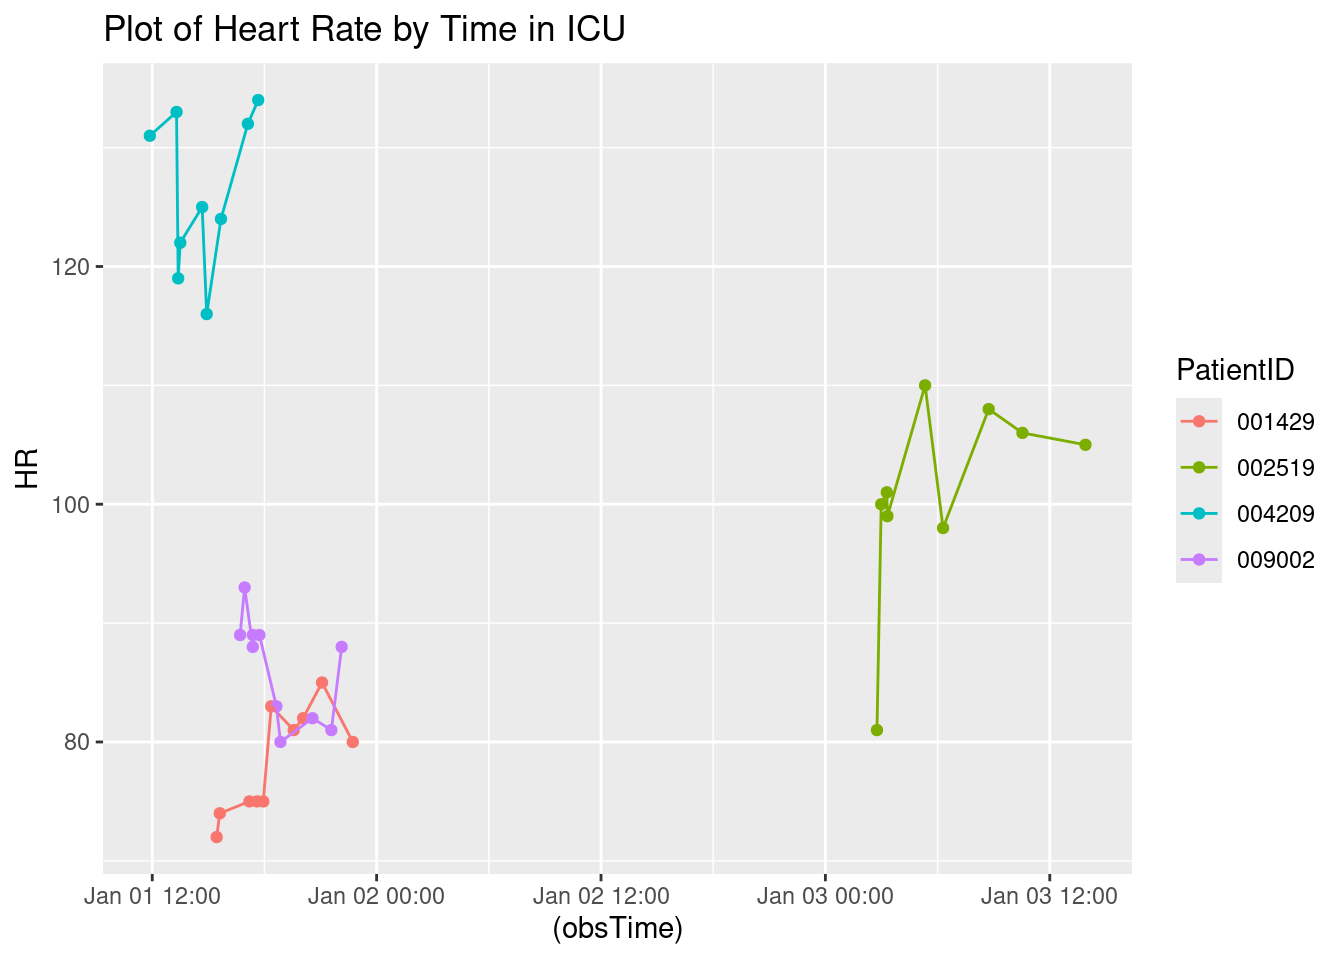 Plot of Heart Rate by Time in ICU
HR
120
100
80
Jan 01 12:00
Jan 02 00:00
Jan 02 12:00
Jan 03 00:00
Jan 03 12:00
(obsTime)
PatientID
001429
002519
004209
009002